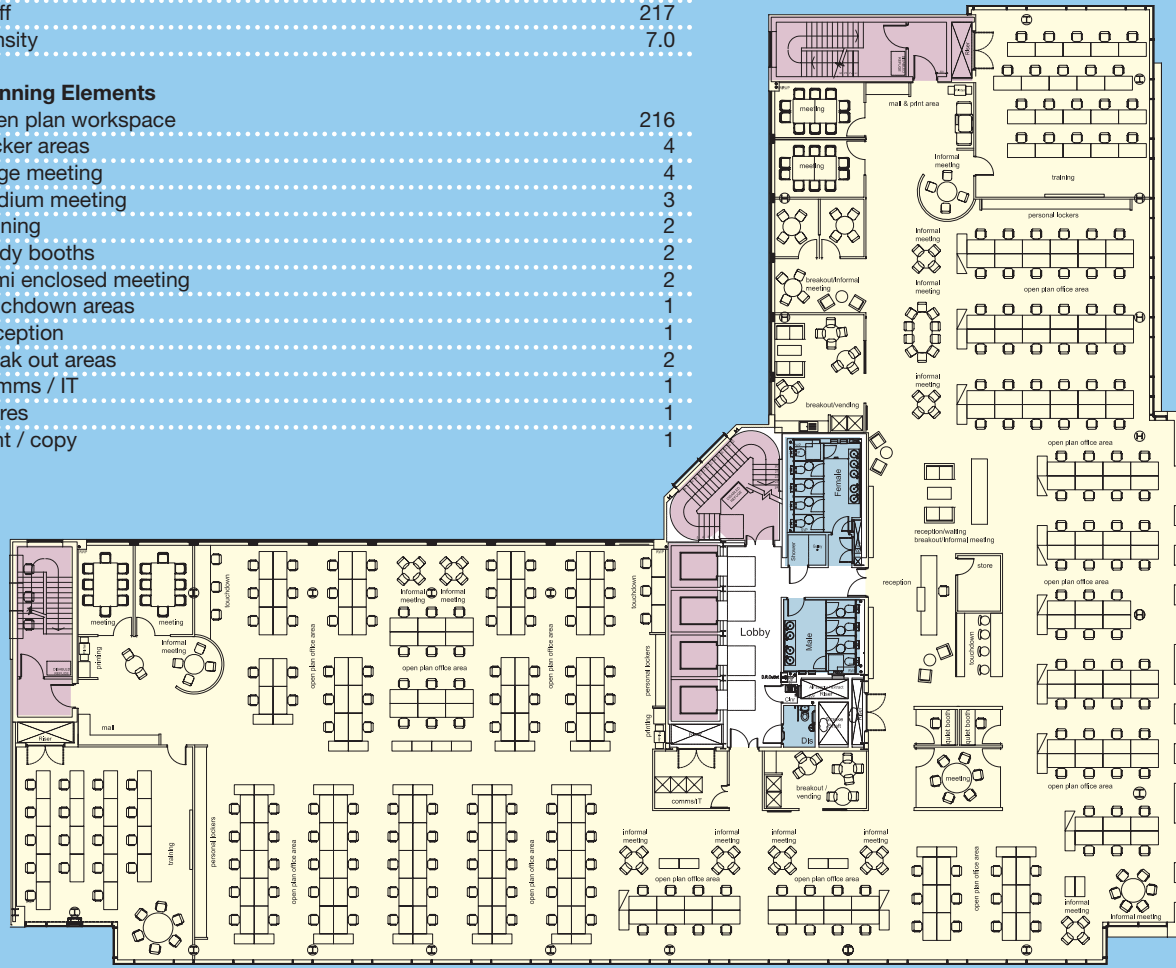 ff
217
nsity
7.0
nning Elements
en plan workspace
216
cker areas
4
ge meeting
4
dium meeting
3
ining
2
dy booths
2
mi enclosed meeting
2
uchdown areas
1
ception
1
ak out areas
2
mms / IT
1
res
1
nt / copy
1
Riser
meeting
mail & print area
meeting
informal
meeting
training
personal lockers
informal
meeting
breakout/informal
meeting
informal
meeting
open plan office area
informal
meeting
breakout/vending
open plan office area
Female
reception/waiting
breakout/informal meeting
Shower
store
reception
open plan office area
touchdown
Lobby
Male
touchdown
informal
meeting
informal
meeting
touchdown
meeting
meeting
informal
meeting
printing
open plan office area
open plan office area
open plan office area
personal lockers
open plan office area
Riser
mail
printing
Dis
quiet booth
quiet booth
open plan office area
Riser
comms/IT
breakout /
vending
meeting
open plan office area
training
personal lockers
open plan office area
open plan office area
informal
meeting
informal
meeting
informal
meeting
informal
meeting
open plan office area
open plan office area
open plan office area
informal
meeting
informal meeting